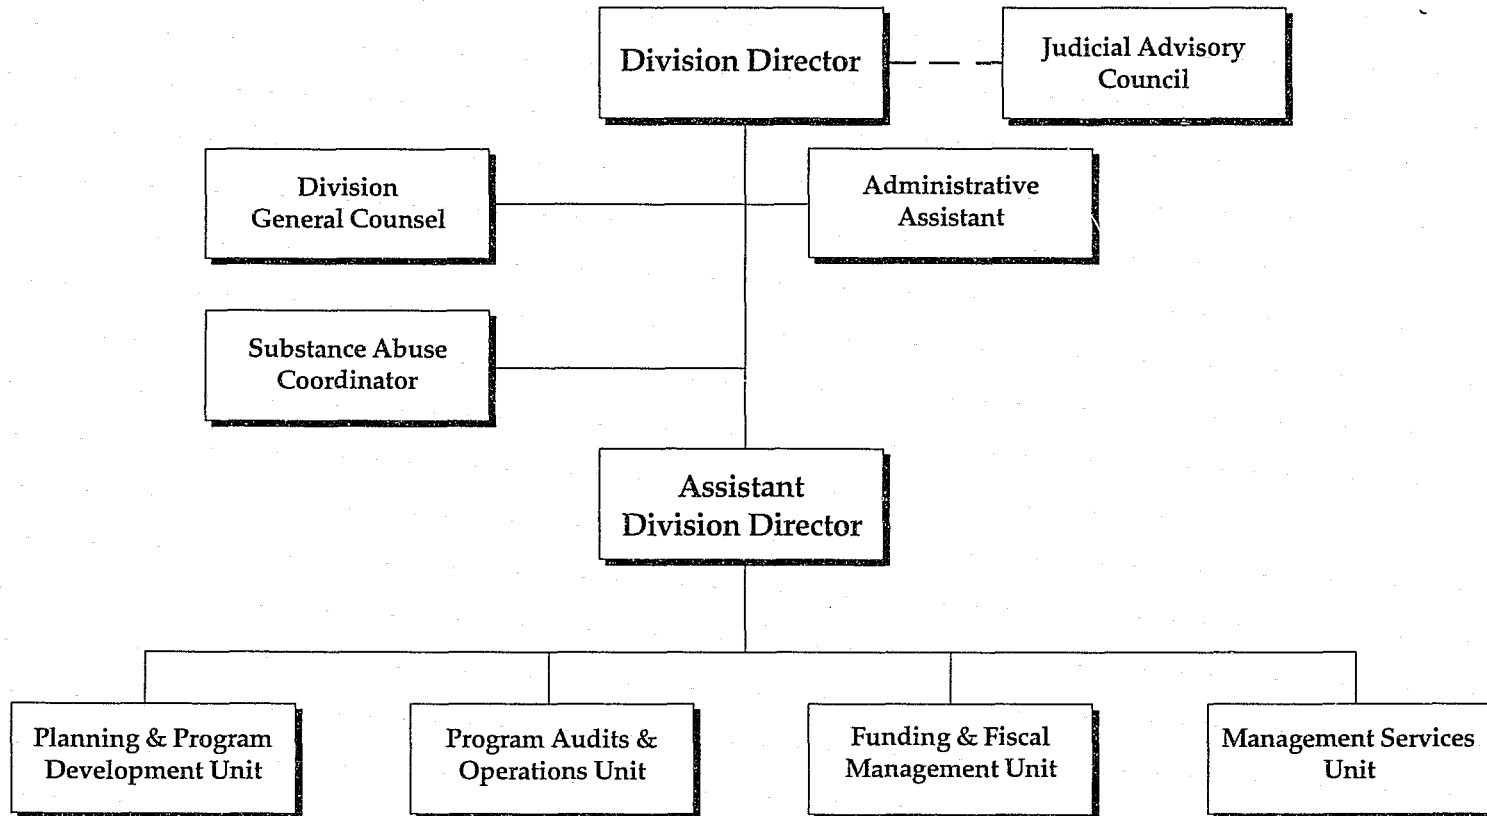 Division Director
Judicial Advisory
Council
Division
General Counsel
Administrative
Assistant
Substance Abuse
Coordinator
Assistant
Division Director
Planning & Program
Development Unit
Program Audits &
Operations Unit
Funding & Fiscal
Management Unit
Management Services
Unit